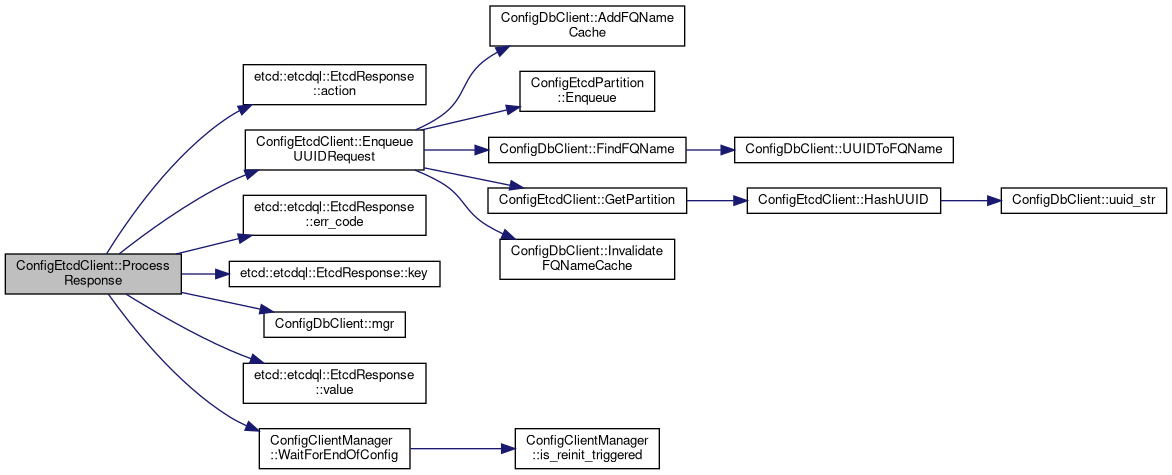 ConfigEtcdClient::Process
Response
etcd::etcdql::EtcdResponse
::action
ConfigEtcdClient::Enqueue
UUIDRequest
ConfigDbClient::AddFQName
Cache
ConfigEtcdPartition
::Enqueue
ConfigDbClient::FindFQName
ConfigDbClient::UUIDToFQName
ConfigEtcdClient::GetPartition
ConfigEtcdClient::HashUUID
ConfigDbClient::uuid_str
ConfigDbClient::Invalidate
FQNameCache
etcd::etcdql::EtcdResponse
::err_code
etcd::etcdql::EtcdResponse::key
ConfigDbClient::mgr
etcd::etcdql::EtcdResponse
::value
ConfigClientManager
::WaitForEndOfConfig
ConfigClientManager
::is_reinit_triggered